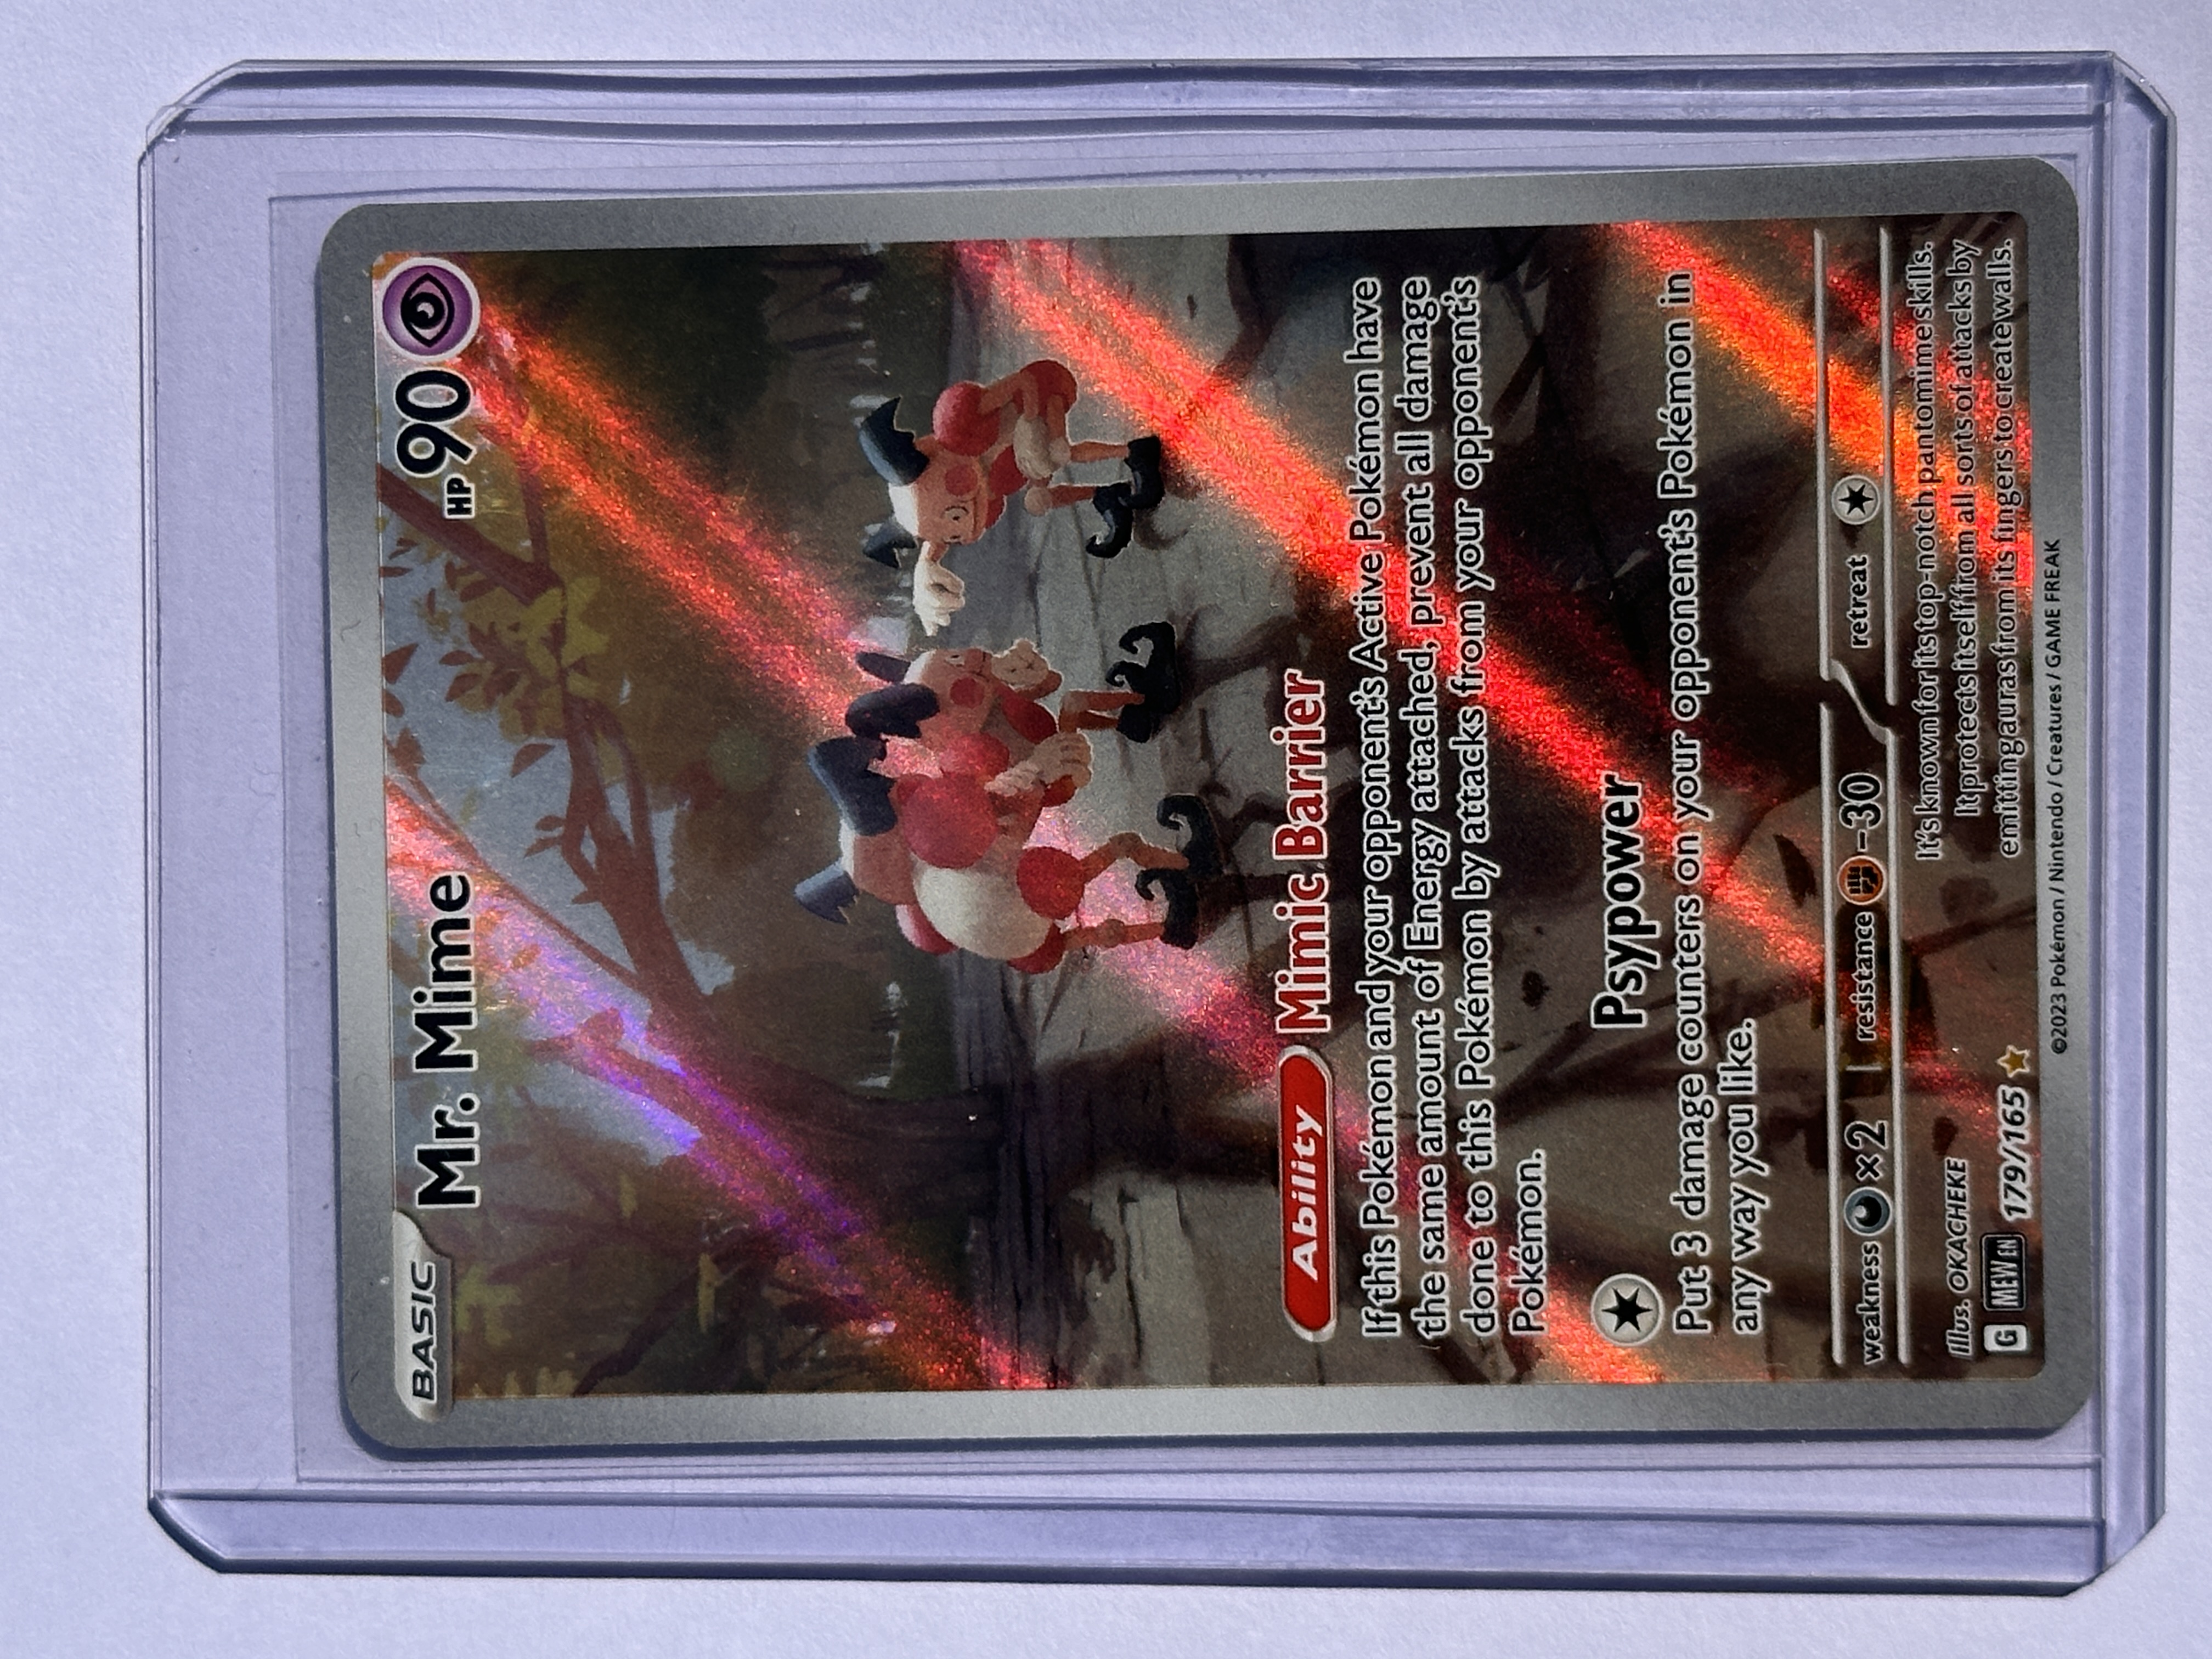 BASIC Mr. Mime HP 90
Ability Mimic Barrier
If this Pokémon and your opponent's Active Pokémon have
the same amount of Energy attached, prevent all damage
done to this Pokémon by attacks from your opponent's
Pokémon.
Psypower
Put 3 damage counters on your opponent's Pokémon in
any way you like.
weakness ×2 resistance -30 retreat
It's known for its top-notch pantomime skills.
It protects itself from all sorts of attacks by
emitting auras from its fingers to create walls.
Illus. OKACHEKE
G MEW EN 179/165
©2023 Pokémon / Nintendo / Creatures / GAME FREAK